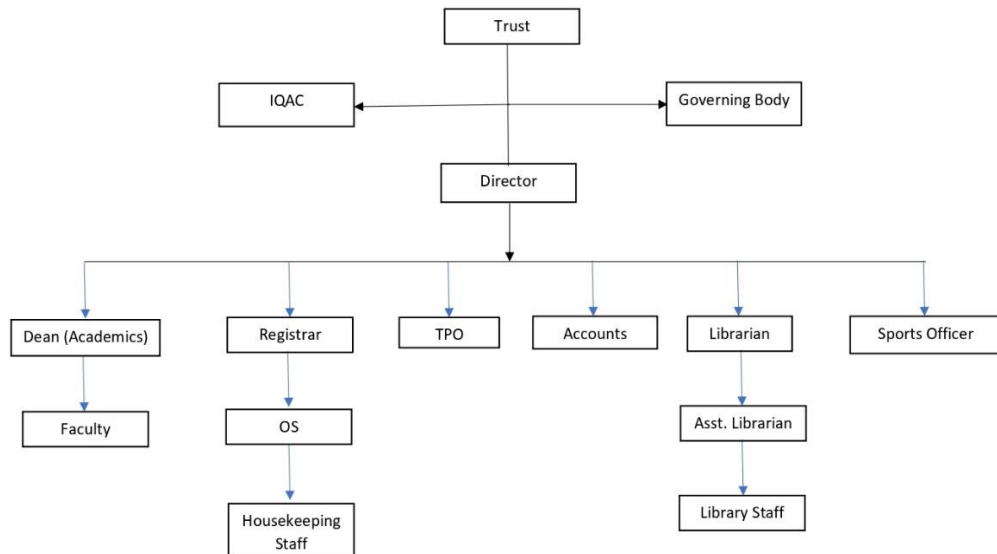 Trust
IQAC
Governing Body
Director
Dean (Academics)
Registrar
TPO
Accounts
Librarian
Sports Officer
Faculty
OS
Asst. Librarian
Housekeeping
Staff
Library Staff